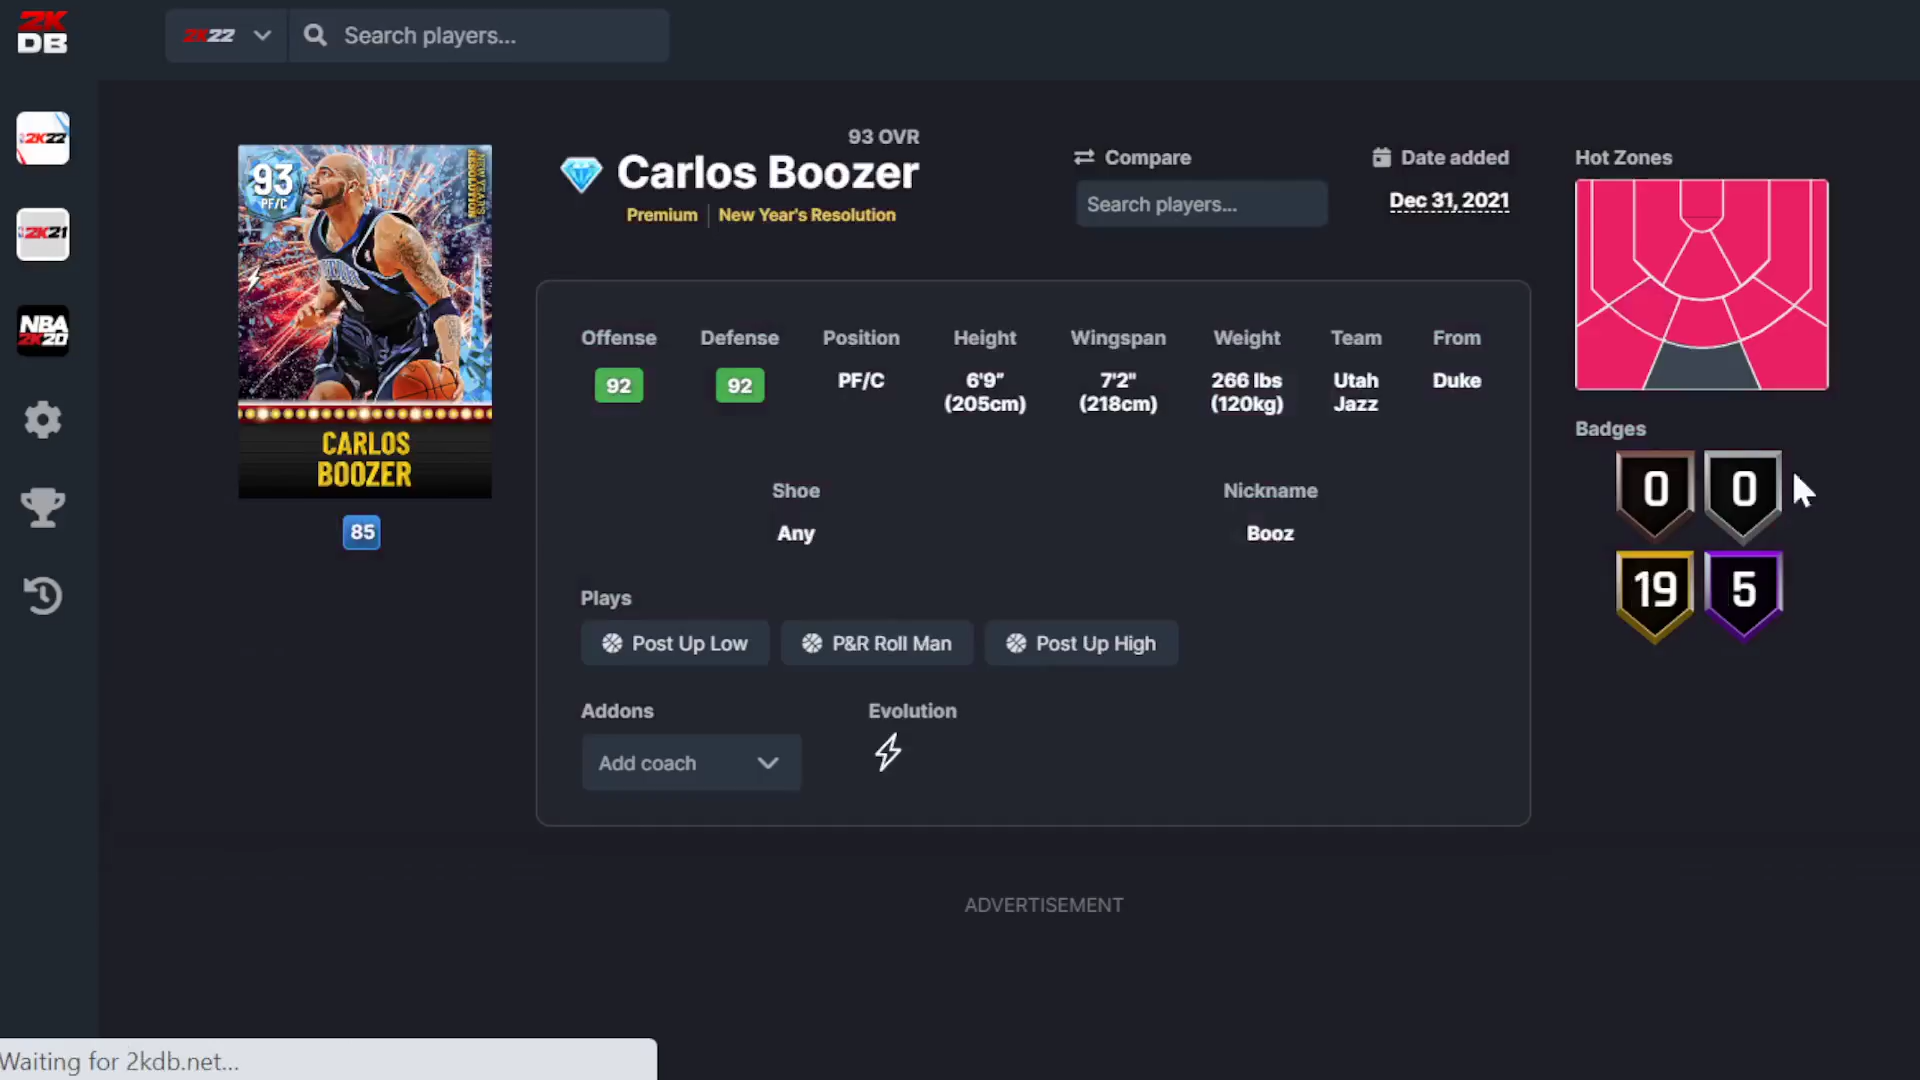 2K
DB
2K22
Search players...
2K22
2K21
NBA
2K20
93
PF/C
NEW YEAR'S
RESOLUTION
CARLOS
BOOZER
85
93 OVR
Carlos Boozer
Premium New Year's Resolution
Compare
Search players...
Date added
Dec 31, 2021
Hot Zones
Offense Defense Position Height Wingspan Weight Team From
92 92 PF/C 6'9" 7'2" 266 lbs Utah Duke
(205cm) (218cm) (120kg) Jazz
Shoe Nickname
Any Booz
Plays
Post Up Low P&R Roll Man Post Up High
Addons Evolution
Add coach
Badges
0 0
19 5
ADVERTISEMENT
Waiting for 2kdb.net...